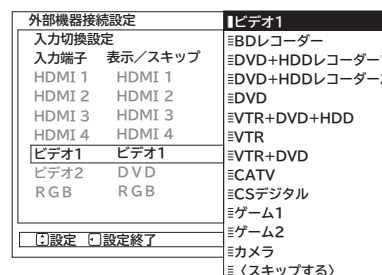 外部機器接続設定
入力切換設定
入力端子 表示／スキップ
HDMI 1 HDMI 1
HDMI 2 HDMI 2
HDMI 3 HDMI 3
HDMI 4 HDMI 4
ビデオ1 ビデオ1
ビデオ2 DVD
RGB RGB
設定 設定終了
ビデオ1
BDレコーダー
DVD+HDDレコーダー1
DVD+HDDレコーダー2
DVD
VTR+DVD+HDD
VTR
VTR+DVD
CATV
CSデジタル
ゲーム1
ゲーム2
カメラ
〈スキップする〉